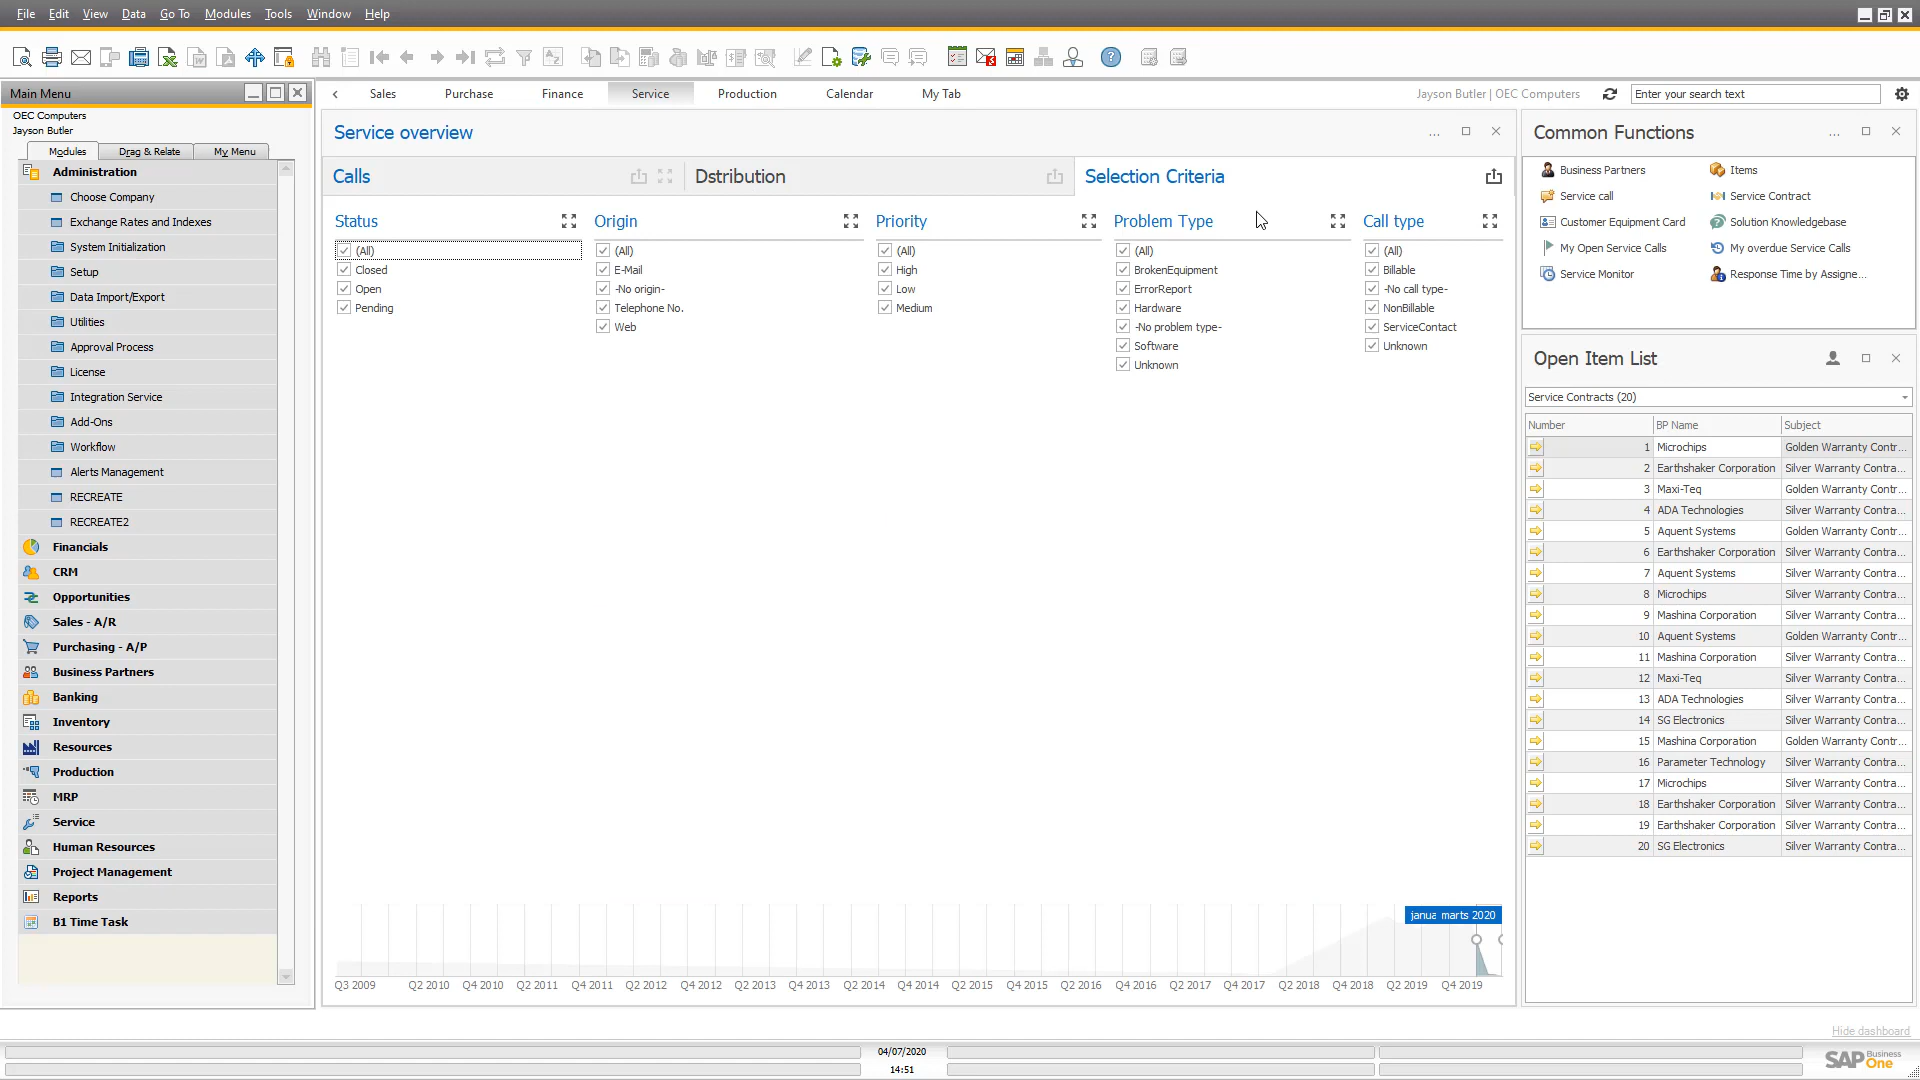 File Edit View Data Go To Modules Tools Window Help
Main Menu
OEC Computers
Jayson Butler
Modules Drag & Relate My Menu
Administration
Choose Company
Exchange Rates and Indexes
System Initialization
Setup
Data Import/Export
Utilities
Approval Process
License
Integration Service
Add-Ons
Workflow
Alerts Management
RECREATE
RECREATE2
Financials
CRM
Opportunities
Sales - A/R
Purchasing - A/P
Business Partners
Banking
Inventory
Resources
Production
MRP
Service
Human Resources
Project Management
Reports
B1 Time Task
Sales Purchase Finance Service Production Calendar My Tab
Jayson Butler | OEC Computers
Enter your search text
Service overview
...
Calls
Dstribution
Selection Criteria
Status
(All)
Closed
Open
Pending
Origin
(All)
E-Mail
-No origin-
Telephone No.
Web
Priority
(All)
High
Low
Medium
Problem Type
(All)
BrokenEquipment
ErrorReport
Hardware
-No problem type-
Software
Unknown
Call type
(All)
Billable
-No call type-
NonBillable
ServiceContact
Unknown
janua marts 2020
Q3 2009 Q2 2010 Q4 2010 Q2 2011 Q4 2011 Q2 2012 Q4 2012 Q2 2013 Q4 2013 Q2 2014 Q4 2014 Q2 2015 Q4 2015 Q2 2016 Q4 2016 Q2 2017 Q4 2017 Q2 2018 Q4 2018 Q2 2019 Q4 2019
Common Functions
...
Business Partners Items
Service call Service Contract
Customer Equipment Card Solution Knowledgebase
My Open Service Calls My overdue Service Calls
Service Monitor Response Time by Assigne...
Open Item List
Service Contracts (20)
Number BP Name Subject
1 Microchips Golden Warranty Contr...
2 Earthshaker Corporation Silver Warranty Contra...
3 Maxi-Teq Golden Warranty Contr...
4 ADA Technologies Silver Warranty Contra...
5 Aquent Systems Golden Warranty Contr...
6 Earthshaker Corporation Silver Warranty Contra...
7 Aquent Systems Silver Warranty Contra...
8 Microchips Silver Warranty Contra...
9 Mashina Corporation Silver Warranty Contra...
10 Aquent Systems Golden Warranty Contr...
11 Mashina Corporation Silver Warranty Contra...
12 Maxi-Teq Silver Warranty Contra...
13 ADA Technologies Silver Warranty Contra...
14 SG Electronics Silver Warranty Contra...
15 Mashina Corporation Golden Warranty Contr...
16 Parameter Technology Silver Warranty Contra...
17 Microchips Silver Warranty Contra...
18 Earthshaker Corporation Silver Warranty Contra...
19 Earthshaker Corporation Silver Warranty Contra...
20 SG Electronics Silver Warranty Contra...
Hide dashboard
04/07/2020
14:51
SAP Business One